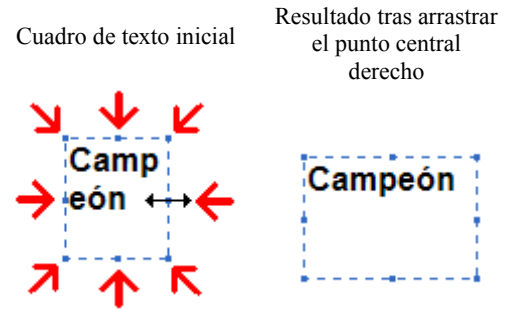 Cuadro de texto inicial
Resultado tras arrastrar
el punto central
derecho
Camp
eón
Campeón